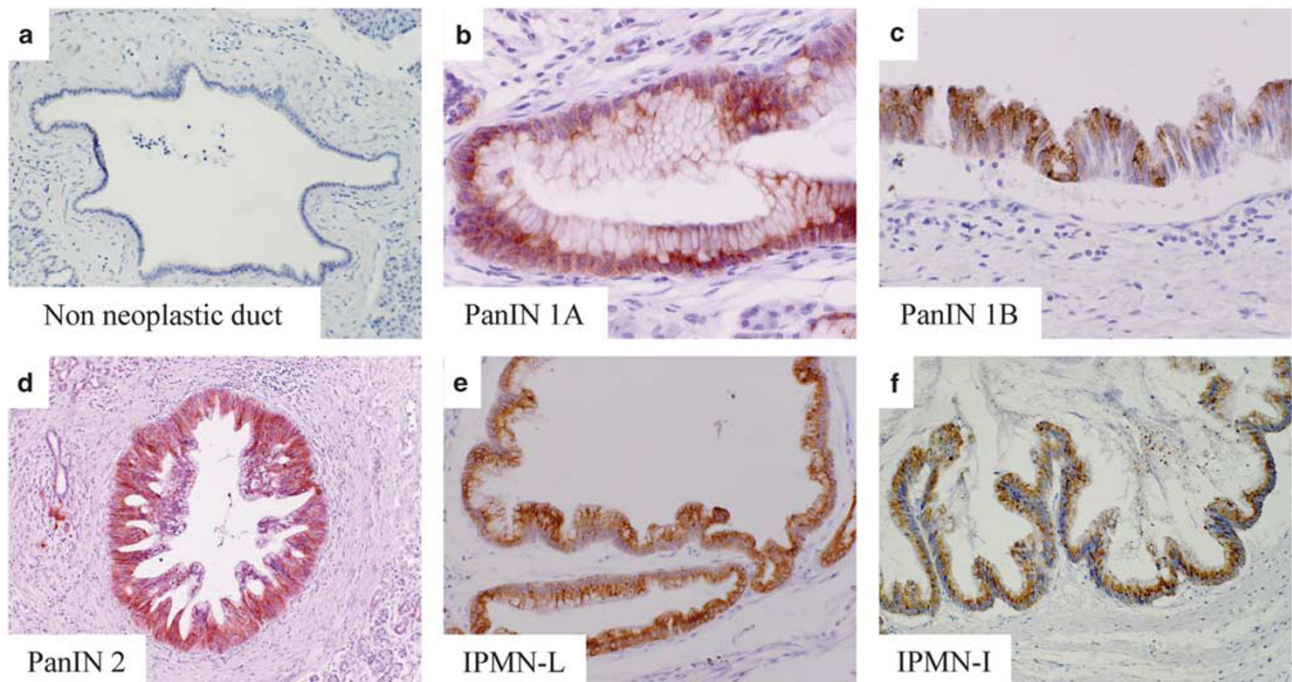 a
Non neoplastic duct
b
PanIN 1A
c
PanIN 1B
d
PanIN 2
e
IPMN-L
f
IPMN-I